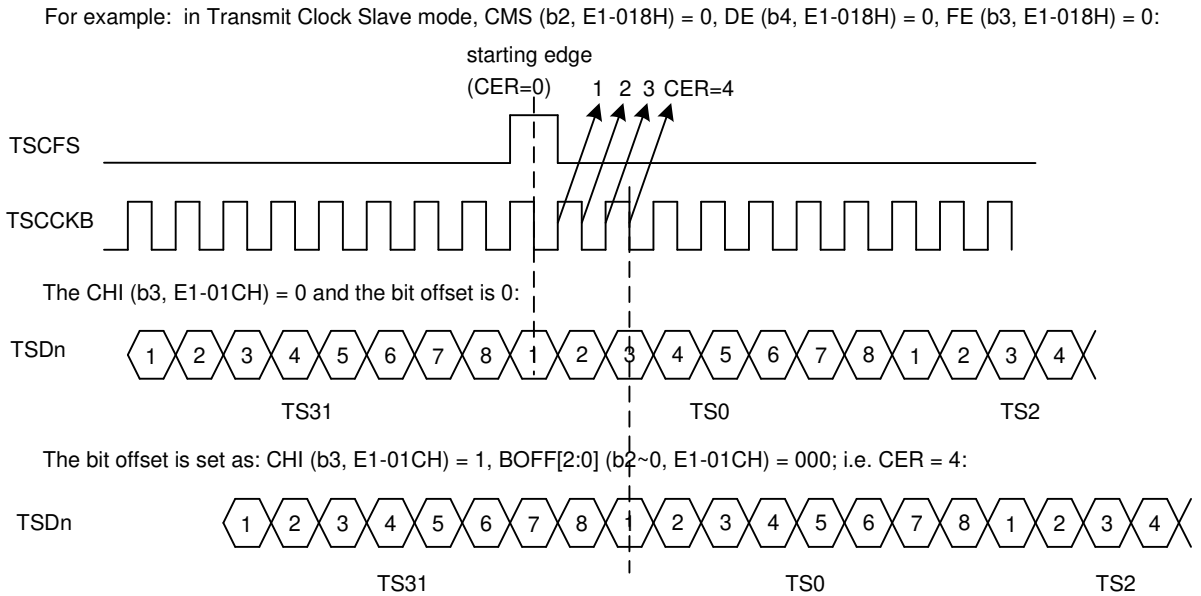 For example: in Transmit Clock Slave mode, CMS (b2, E1-018H) = 0, DE (b4, E1-018H) = 0, FE (b3, E1-018H) = 0:
starting edge
(CER=0) 1 2 3 CER=4
TSCFS
TSCCKB
The CHI (b3, E1-01CH) = 0 and the bit offset is 0:
TSDn 1 2 3 4 5 6 7 8 1 2 3 4 5 6 7 8 1 2 3 4
TS31 TS0 TS2
The bit offset is set as: CHI (b3, E1-01CH) = 1, BOFF[2:0] (b2~0, E1-01CH) = 000; i.e. CER = 4:
TSDn 1 2 3 4 5 6 7 8 1 2 3 4 5 6 7 8 1 2 3 4
TS31 TS0 TS2